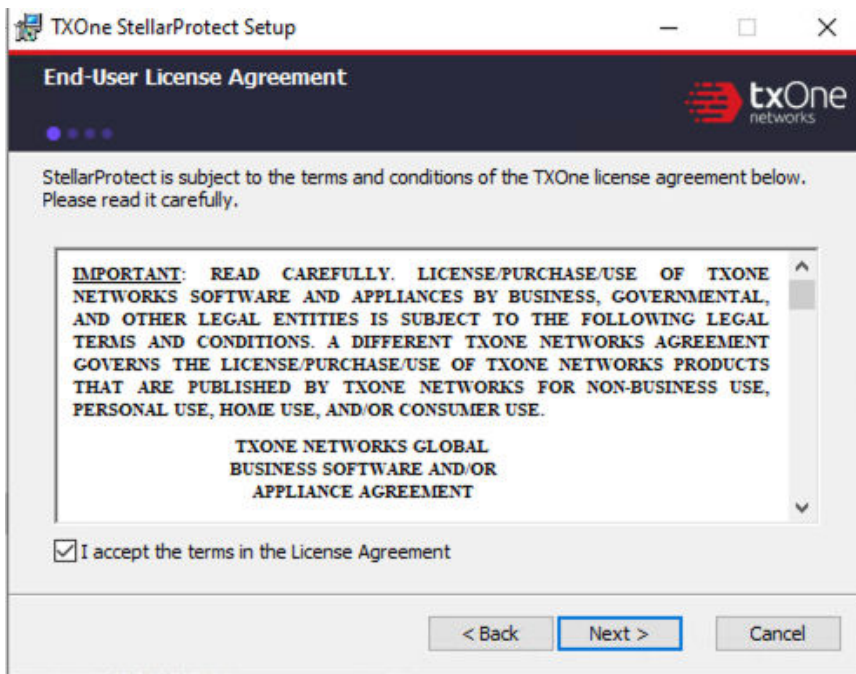 TXOne StellarProtect Setup
End-User License Agreement
txOne
networks
StellarProtect is subject to the terms and conditions of the TXOne license agreement below.
Please read it carefully.
IMPORTANT: READ CAREFULLY. LICENSE/PURCHASE/USE OF TXONE
NETWORKS SOFTWARE AND APPLIANCES BY BUSINESS, GOVERNMENTAL,
AND OTHER LEGAL ENTITIES IS SUBJECT TO THE FOLLOWING LEGAL
TERMS AND CONDITIONS. A DIFFERENT TXONE NETWORKS AGREEMENT
GOVERNS THE LICENSE/PURCHASE/USE OF TXONE NETWORKS PRODUCTS
THAT ARE PUBLISHED BY TXONE NETWORKS FOR NON-BUSINESS USE,
PERSONAL USE, HOME USE, AND/OR CONSUMER USE.
TXONE NETWORKS GLOBAL
BUSINESS SOFTWARE AND/OR
APPLIANCE AGREEMENT
I accept the terms in the License Agreement
< Back
Next >
Cancel